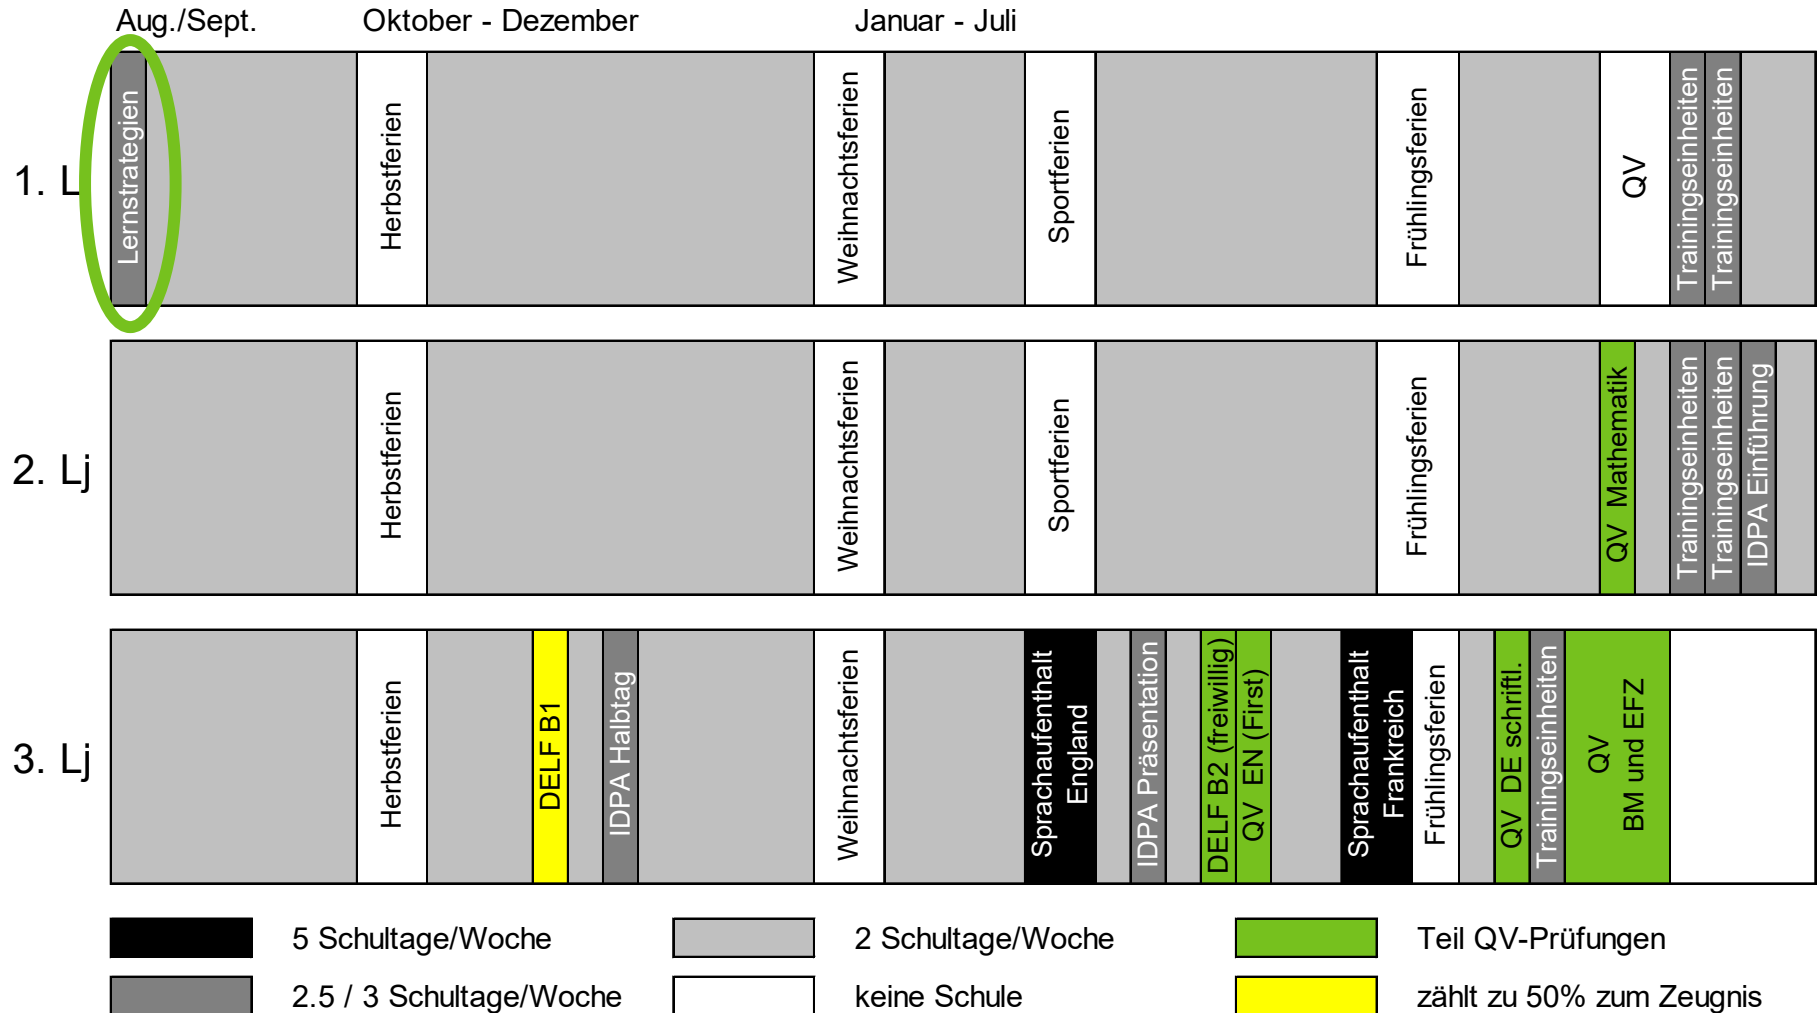 Aug./Sept. Oktober - Dezember Januar - Juli
1. L
Lernstrategien
Herbstferien
Weihnachtsferien
Sportferien
Frühlingsferien
QV
Trainingseinheiten
Trainingseinheiten
2. Lj
Herbstferien
Weihnachtsferien
Sportferien
Frühlingsferien
QV Mathematik
Trainingseinheiten
Trainingseinheiten
IDPA Einführung
3. Lj
Herbstferien
DELF B1
IDPA Halbtag
Weihnachtsferien
Sprachaufenthalt
England
IDPA Präsentation
DELF B2 (freiwillig)
QV EN (First)
Sprachaufenthalt
Frankreich
Frühlingsferien
QV DE schriftl.
Trainingseinheiten
QV
BM und EFZ
5 Schultage/Woche
2 Schultage/Woche
Teil QV-Prüfungen
2.5 / 3 Schultage/Woche
keine Schule
zählt zu 50% zum Zeugnis